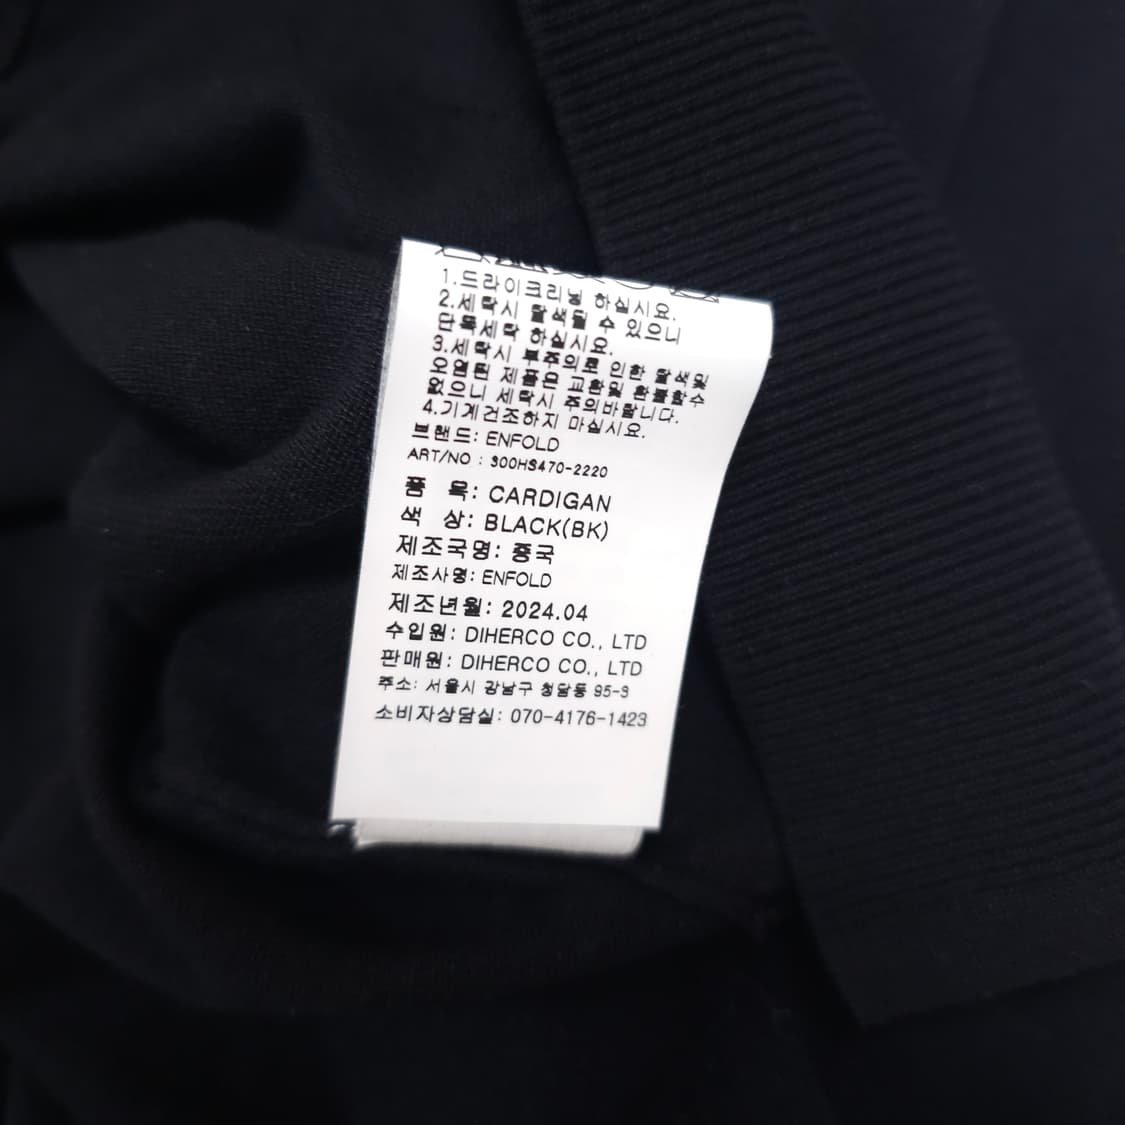 1.드라이크리닝 하십시요.
2.세탁시 탈색될 수 있으니
단독세탁 하십시요.
3.세탁시 부주의로 인한 탈색및
오염된 제품은 교환및 환불할수
없으니 세탁시 주의바랍니다.
4.기계건조하지 마십시요.
브랜드: ENFOLD
ART/NO : 300HS470-2220
품 목: CARDIGAN
색 상: BLACK(BK)
제조국명: 중국
제조사명: ENFOLD
제조년월: 2024.04
수입원: DIHERCO CO., LTD
판매원: DIHERCO CO., LTD
주소: 서울시 강남구 청담동 95-3
소비자상담실: 070-4176-1423